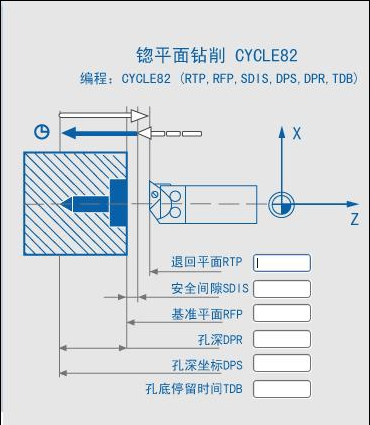 锪平面钻削 CYCLE82
编程：CYCLE82 (RTP,RFP,SDIS,DPS,DPR,TDB)
X
Z
退回平面RTP
安全间隙SDIS
基准平面RFP
孔深DPR
孔深坐标DPS
孔底停留时间TDB